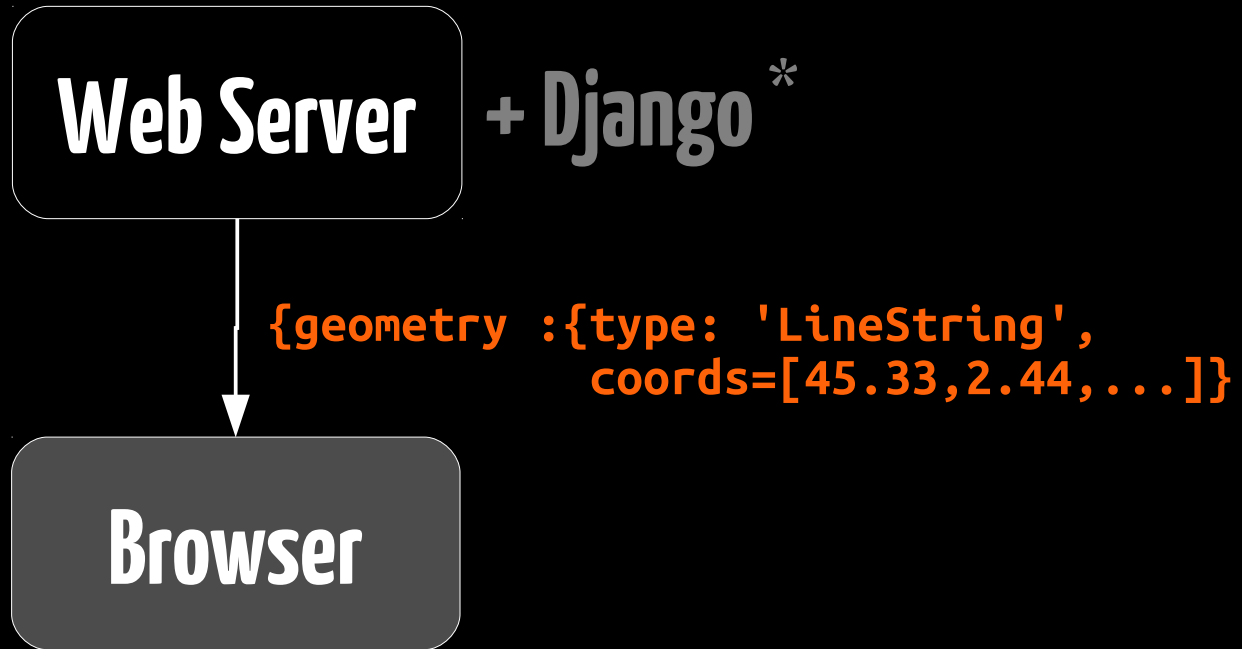 Web Server + Django *
{geometry :{type: 'LineString',
coords=[45.33,2.44,...]}
Browser